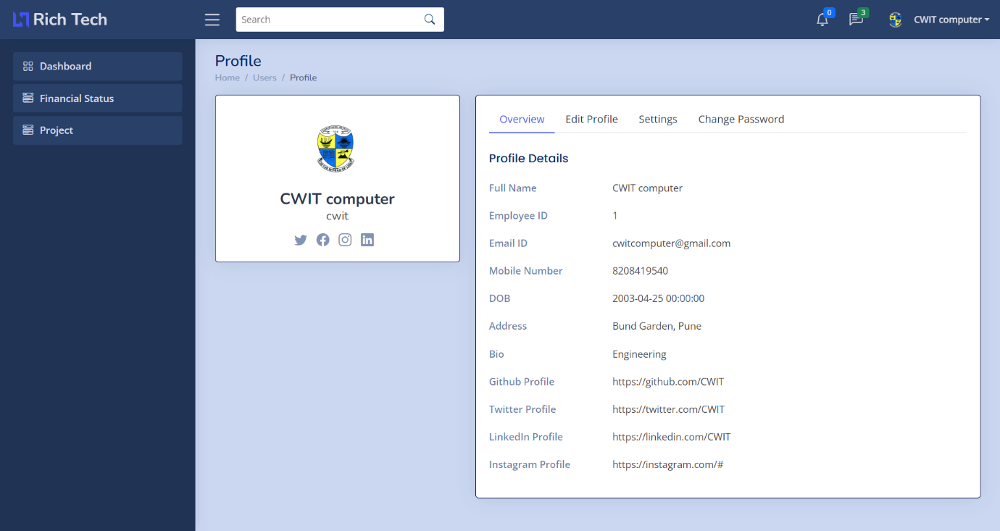 Rich Tech
Search
0
3
CWIT computer
Dashboard
Financial Status
Project
Profile
Home / Users / Profile
CWIT computer
cwit
Overview Edit Profile Settings Change Password
Profile Details
Full Name CWIT computer
Employee ID 1
Email ID cwitcomputer@gmail.com
Mobile Number 8208419540
DOB 2003-04-25 00:00:00
Address Bund Garden, Pune
Bio Engineering
Github Profile https://github.com/CWIT
Twitter Profile https://twitter.com/CWIT
LinkedIn Profile https://linkedin.com/CWIT
Instagram Profile https://instagram.com/#